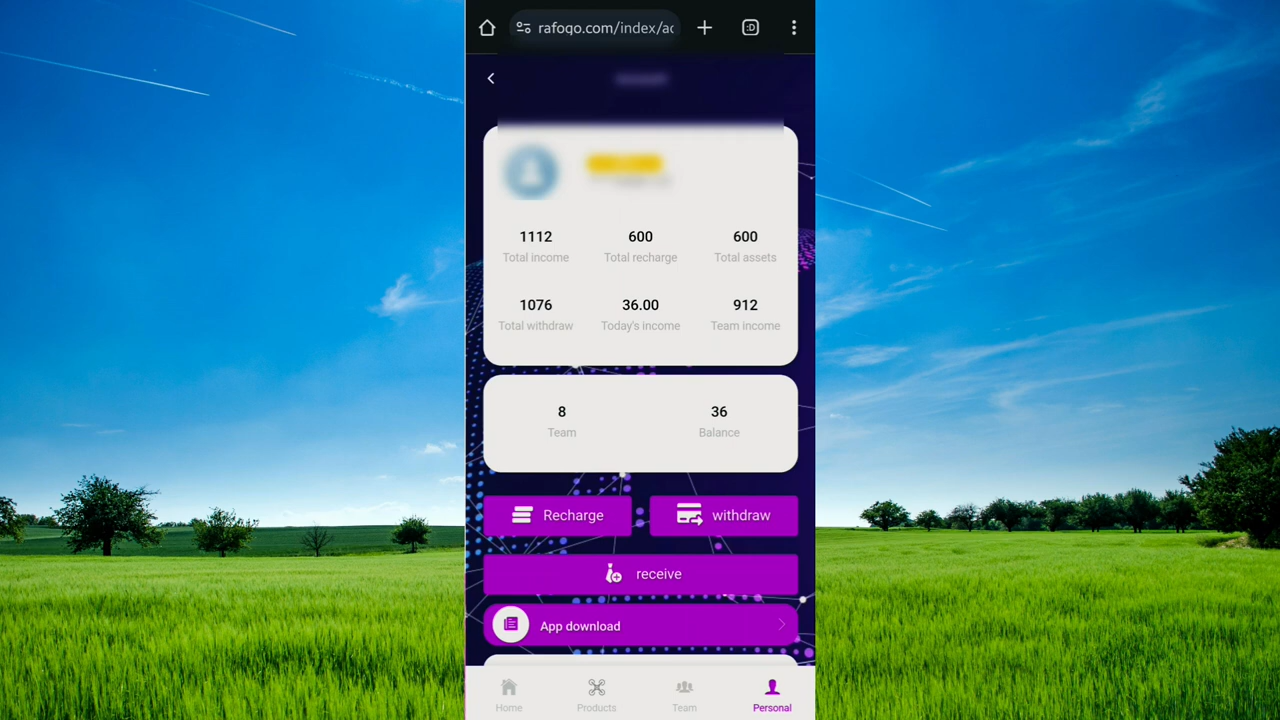 rafoqo.com/index/ac
:D
1112 600 600
Total income Total recharge Total assets
1076 36.00 912
Total withdraw Today's income Team income
8 36
Team Balance
Recharge withdraw
receive
App download
Home Products Team Personal